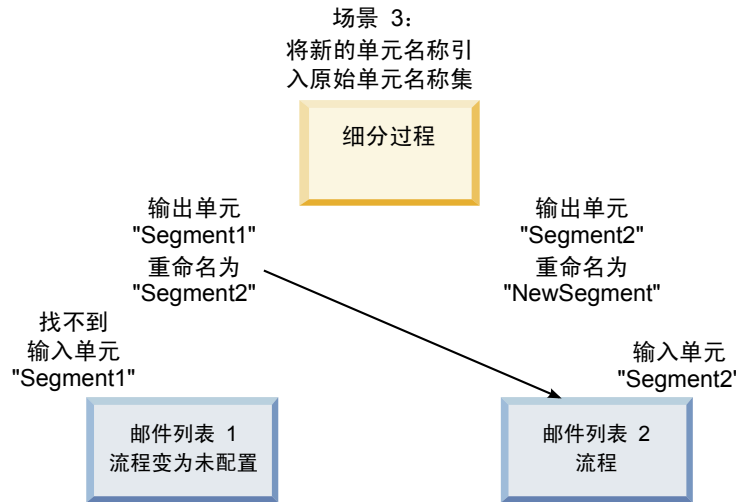 场景 3：
将新的单元名称引
入原始单元名称集
细分过程
输出单元
"Segment1"
重命名为
"Segment2"
输出单元
"Segment2"
重命名为
"NewSegment"
找不到
输入单元
"Segment1"
输入单元
"Segment2"
邮件列表 1
流程变为未配置
邮件列表 2
流程